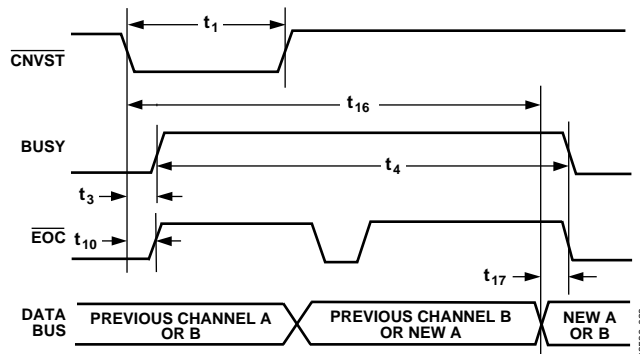 t1
CNVST
t16
BUSY
t4
t3
EOC
t10
t17
DATA
BUS
PREVIOUS CHANNEL A
OR B
PREVIOUS CHANNEL B
OR NEW A
NEW A
OR B